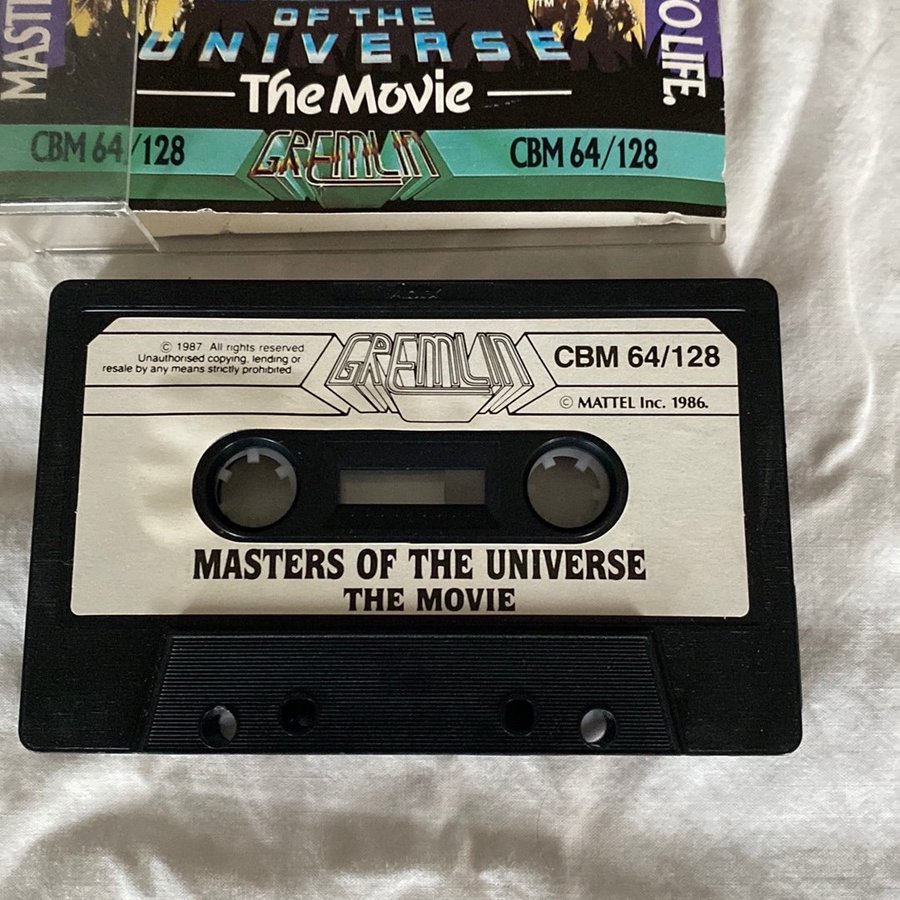 MAST
OF THE
UNIVERSE
TM
The Movie
O LIFE.
CBM 64/128
GREMLIN
CBM 64/128
© 1987 All rights reserved
Unauthorised copying, lending or
resale by any means strictly prohibited
GREMLIN
CBM 64/128
© MATTEL Inc. 1986.
MASTERS OF THE UNIVERSE
THE MOVIE